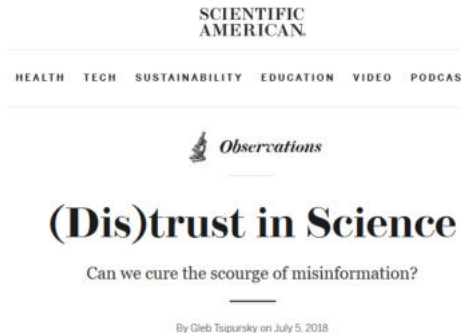 SCIENTIFIC
AMERICAN.
HEALTH TECH SUSTAINABILITY EDUCATION VIDEO PODCAS
Observations
(Dis)trust in Science
Can we cure the scourge of misinformation?
By Gleb Tsipursky on July 5, 2018